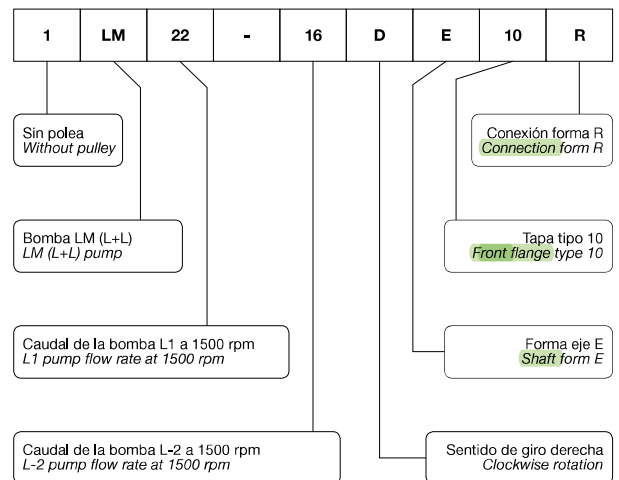 1 LM 22 - 16 D E 10 R
Sin polea
Without pulley
Conexión forma R
Connection form R
Bomba LM (L+L)
LM (L+L) pump
Tapa tipo 10
Front flange type 10
Caudal de la bomba L1 a 1500 rpm
L1 pump flow rate at 1500 rpm
Forma eje E
Shaft form E
Caudal de la bomba L-2 a 1500 rpm
L-2 pump flow rate at 1500 rpm
Sentido de giro derecha
Clockwise rotation